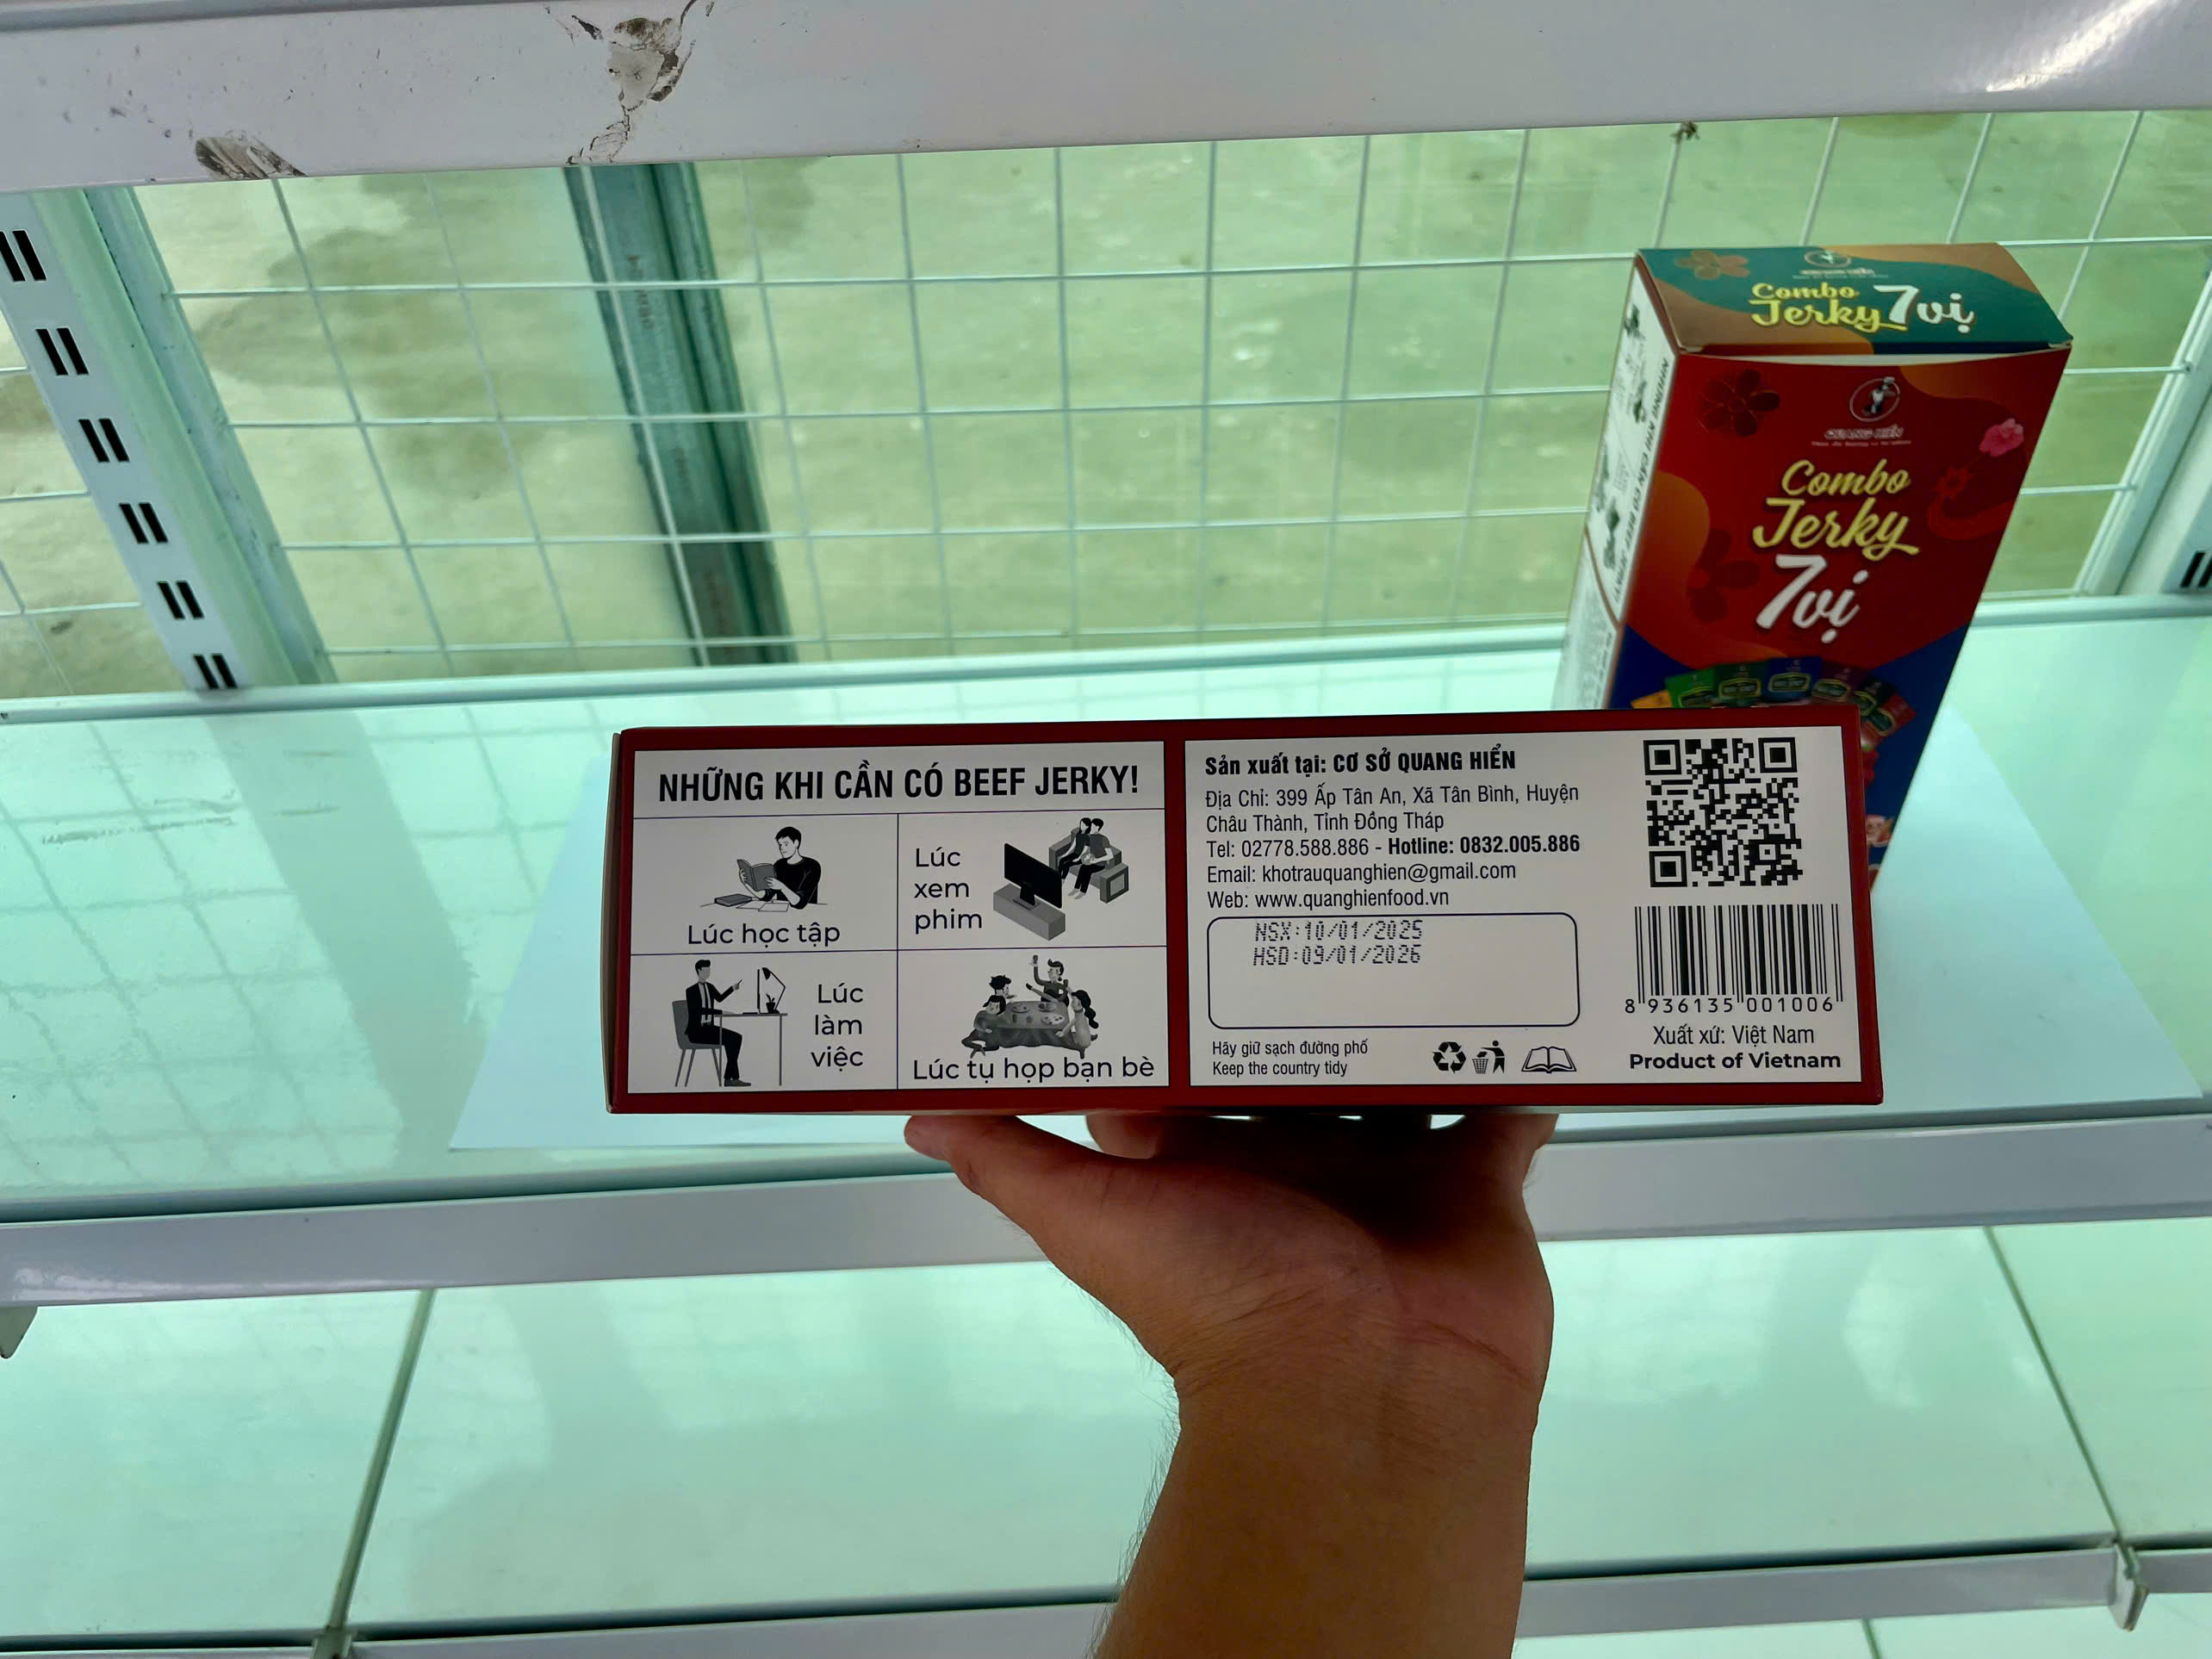 Combo
Jerky 7 vị
QUANG HIỂN
Combo
Jerky
7 vị
NHỮNG KHI CẦN CÓ BEEF JERKY!
Lúc học tập
Lúc
xem
phim
Lúc
làm
việc
Lúc tụ họp bạn bè
Sản xuất tại: CƠ SỞ QUANG HIỂN
Địa Chỉ: 399 Ấp Tân An, Xã Tân Bình, Huyện
Châu Thành, Tỉnh Đồng Tháp
Tel: 02778.588.886 - Hotline: 0832.005.886
Email: khotrauquanghien@gmail.com
Web: www.quanghienfood.vn
NSX:10/01/2025
HSD:09/01/2026
Hãy giữ sạch đường phố
Keep the country tidy
8 936135 001006
Xuất xứ: Việt Nam
Product of Vietnam